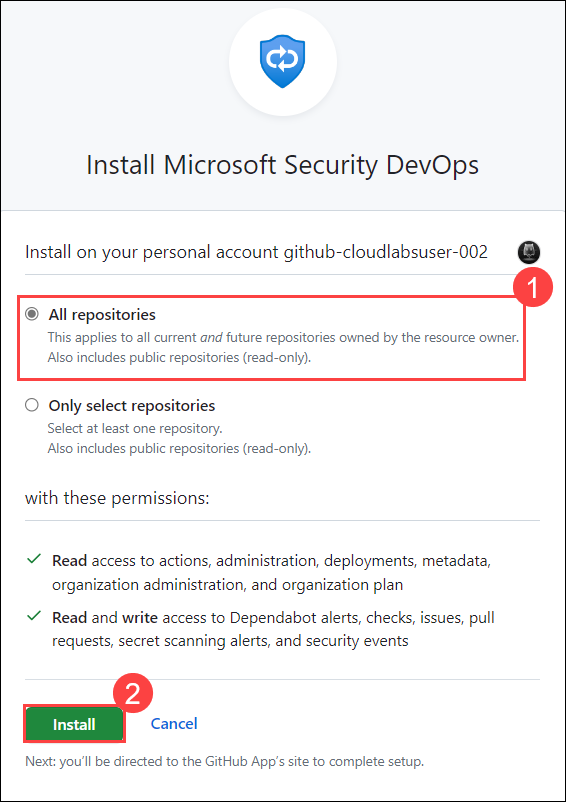 Install Microsoft Security DevOps
Install on your personal account github-cloudlabsuser-002
1
All repositories
This applies to all current and future repositories owned by the resource owner.
Also includes public repositories (read-only).
Only select repositories
Select at least one repository.
Also includes public repositories (read-only).
with these permissions:
Read access to actions, administration, deployments, metadata,
organization administration, and organization plan
Read and write access to Dependabot alerts, checks, issues, pull
requests, secret scanning alerts, and security events
2
Install Cancel
Next: you'll be directed to the GitHub App's site to complete setup.